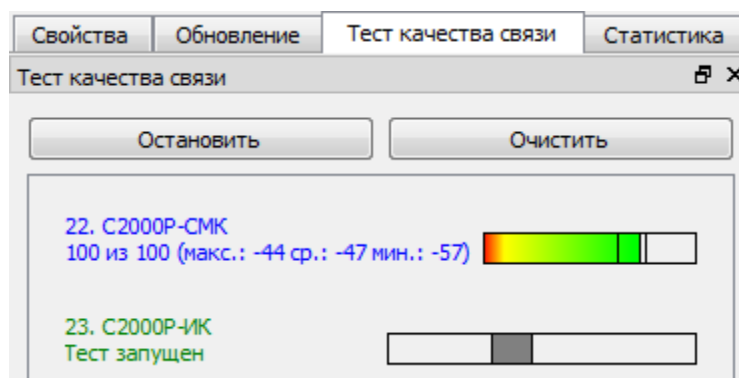 Свойства Обновление Тест качества связи Статистика
Тест качества связи
Остановить Очистить
22. С2000Р-СМК
100 из 100 (макс.: -44 ср.: -47 мин.: -57)
23. С2000Р-ИК
Тест запущен